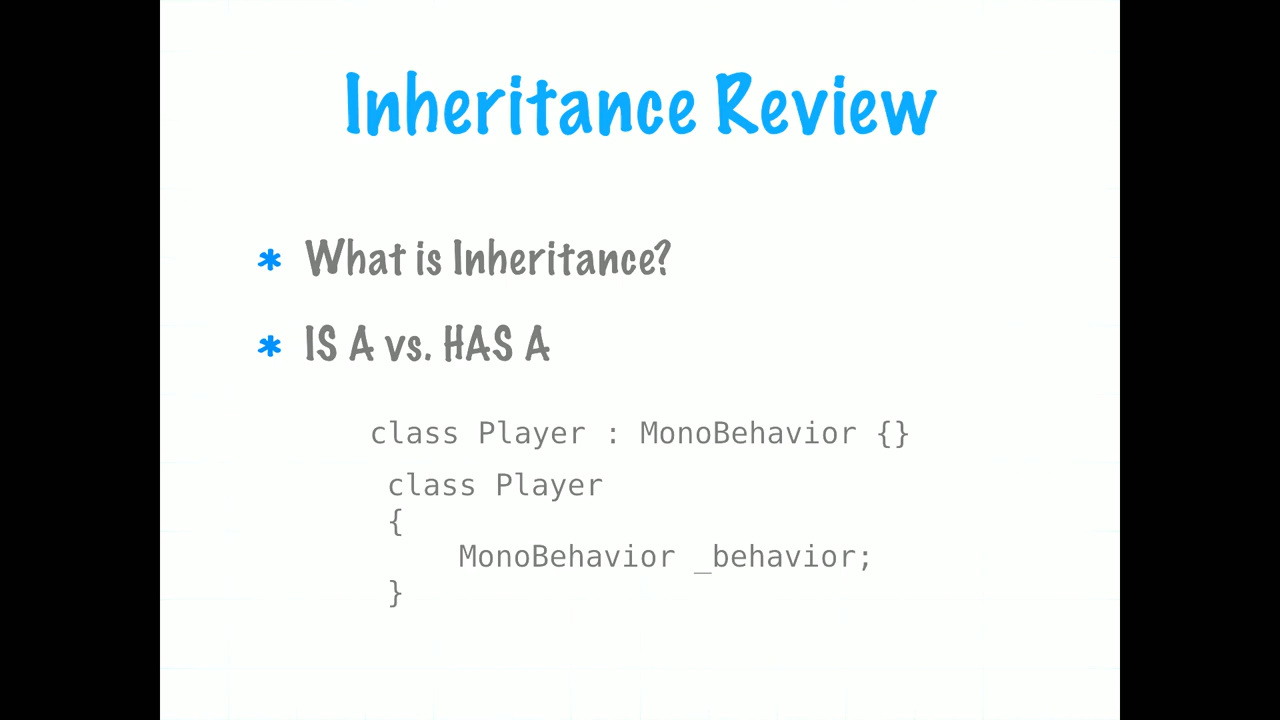 Inheritance Review
* What is Inheritance?
* IS A vs. HAS A
class Player : MonoBehavior {}
class Player
{
    MonoBehavior _behavior;
}